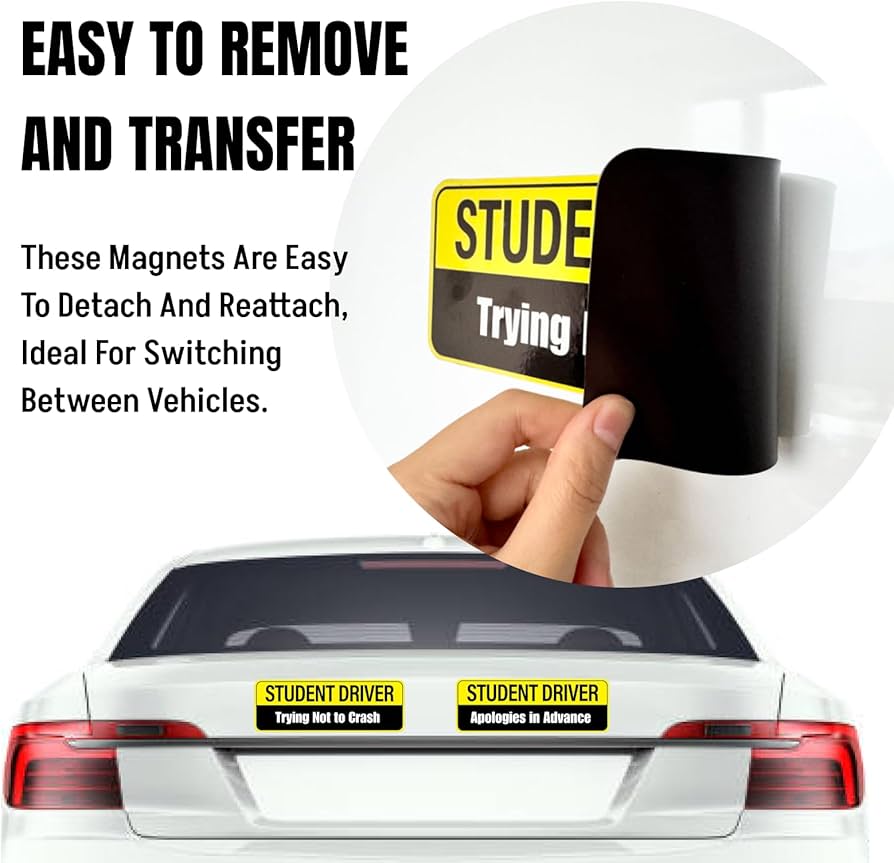 EASY TO REMOVE
AND TRANSFER
These Magnets Are Easy
To Detach And Reattach,
Ideal For Switching
Between Vehicles.
STUDE
Trying
STUDENT DRIVER
Trying Not to Crash
STUDENT DRIVER
Apologies in Advance